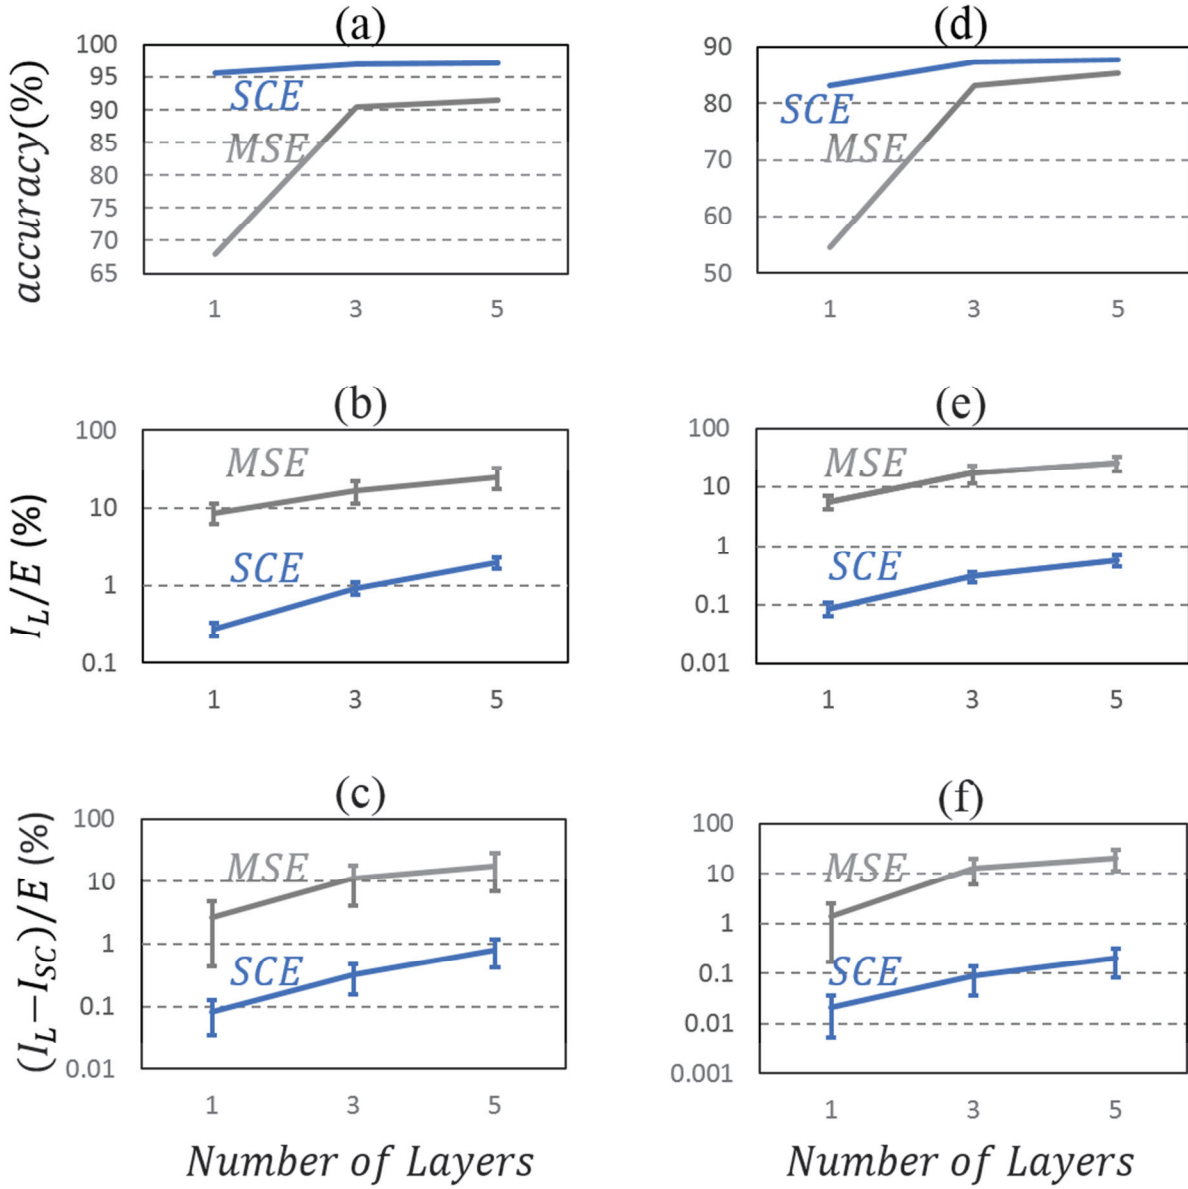 (a)
accuracy(%)
100
95
90
85
80
75
70
65
SCE
MSE
1 3 5
(d)
90
80
70
60
50
SCE
MSE
1 3 5
(b)
I_L/E (%)
100
10
1
0.1
MSE
SCE
1 3 5
(e)
100
10
1
0.1
0.01
MSE
SCE
1 3 5
(c)
(I_L−I_SC)/E (%)
100
10
1
0.1
0.01
MSE
SCE
1 3 5
Number of Layers
(f)
100
10
1
0.1
0.01
0.001
MSE
SCE
1 3 5
Number of Layers